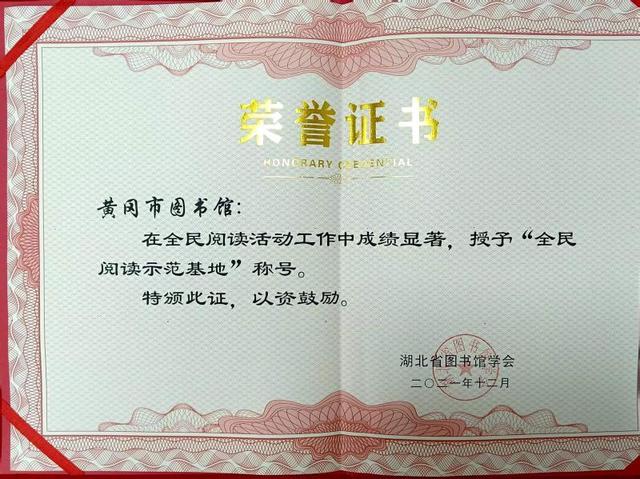 荣誉证书
HONORARY CREDENTIAL
黄冈市图书馆:
在全民阅读活动工作中成绩显著，授予“全民
阅读示范基地”称号。
特颁此证，以资鼓励。
湖北省图书馆学会
二〇二一年十二月